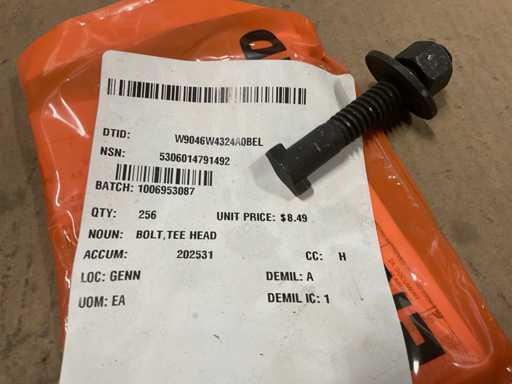 DTID: W9046W4324A0BEL
NSN: 5306014791492
BATCH: 1006953087
QTY: 256 UNIT PRICE: $8.49
NOUN: BOLT,TEE HEAD
ACCUM: 202531 CC: H
LOC: GENN DEMIL: A
UOM: EA DEMIL IC: 1